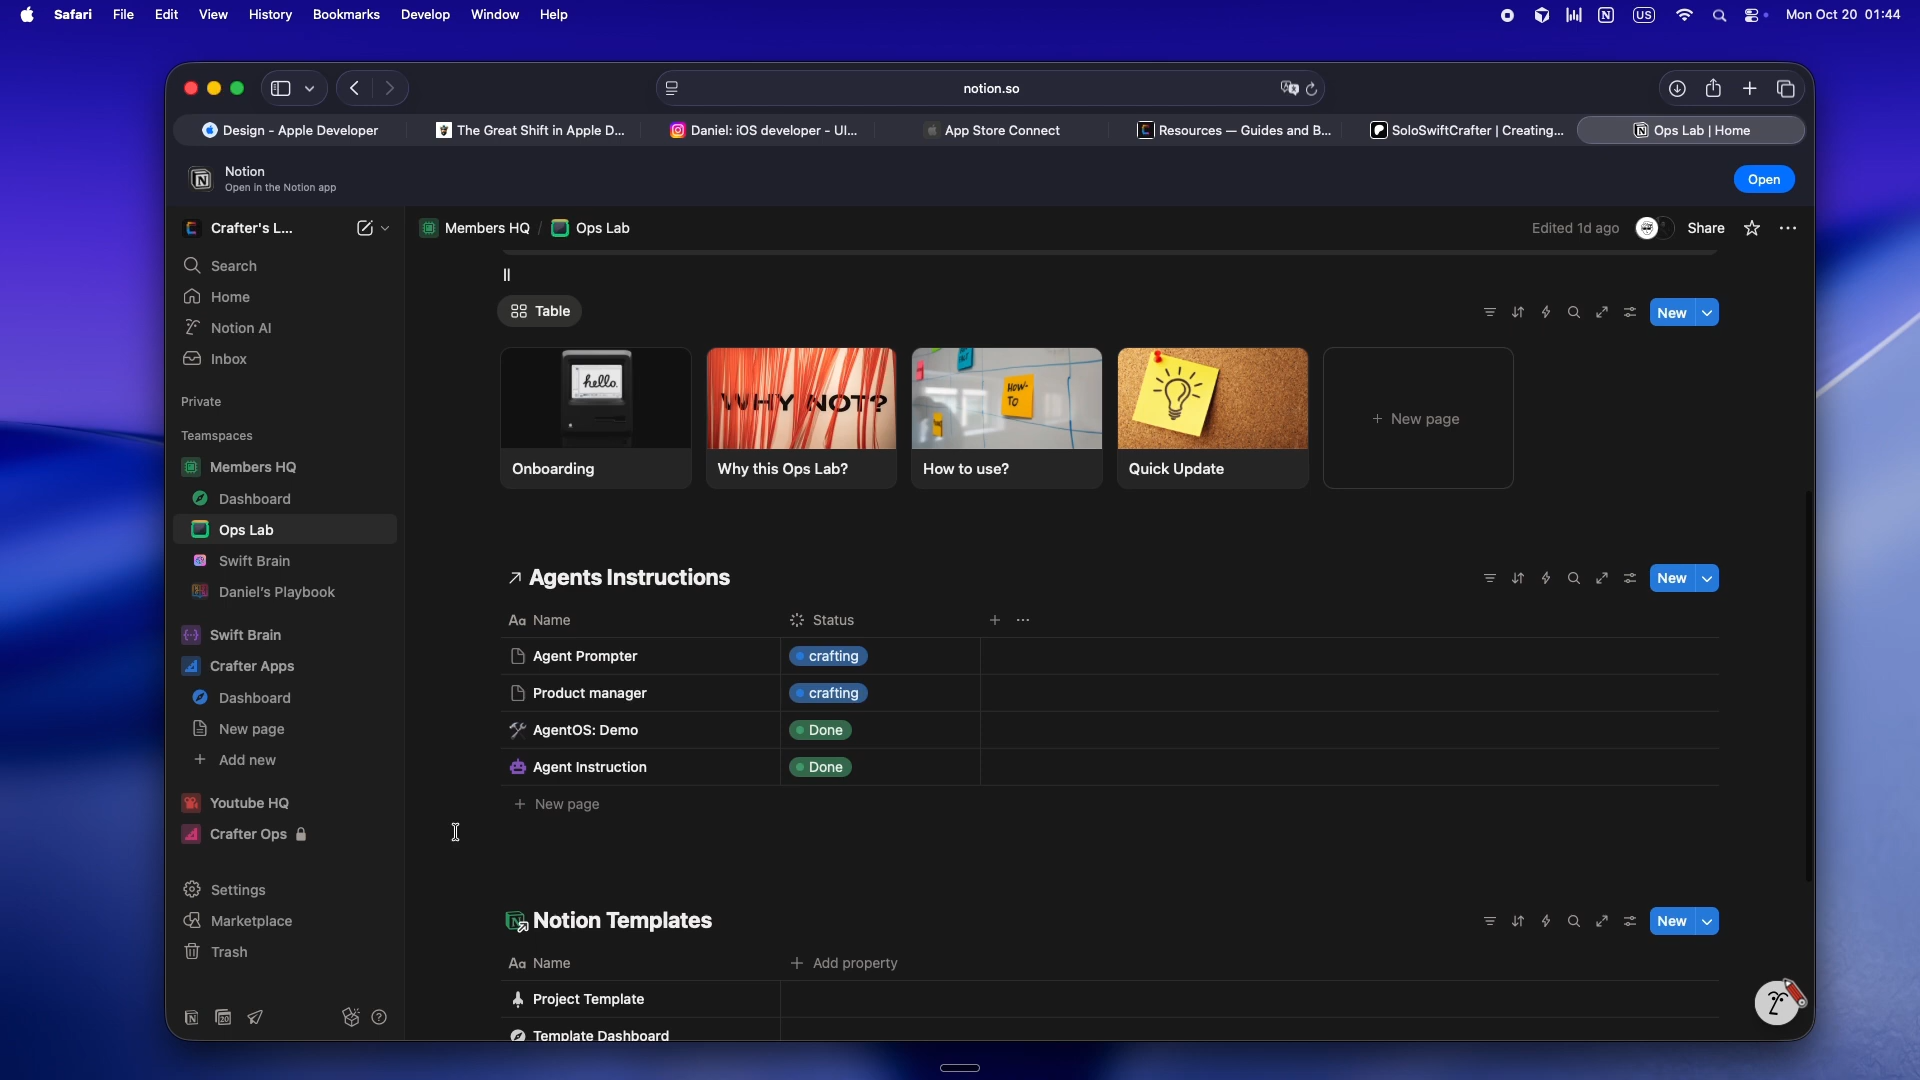 Safari File Edit View History Bookmarks Develop Window Help US Mon Oct 20 01:44
notion.so
Design - Apple Developer The Great Shift in Apple D... Daniel: iOS developer - UI... App Store Connect Resources — Guides and B... SoloSwiftCrafter | Creating... Ops Lab | Home
Notion
Open in the Notion app
Open
Crafter's L...
Members HQ / Ops Lab
Edited 1d ago Share
Search
Home
Notion AI
Inbox
Private
Teamspaces
Members HQ
Dashboard
Ops Lab
Swift Brain
Daniel's Playbook
Swift Brain
Crafter Apps
Dashboard
New page
Add new
Youtube HQ
Crafter Ops
Settings
Marketplace
Trash
||
Table
New
hello.
WHY NOT?
HOW-TO
Onboarding
Why this Ops Lab?
How to use?
Quick Update
+ New page
Agents Instructions
New
Aa Name Status
Agent Prompter crafting
Product manager crafting
AgentOS: Demo Done
Agent Instruction Done
+ New page
Notion Templates
New
Aa Name + Add property
Project Template
Template Dashboard